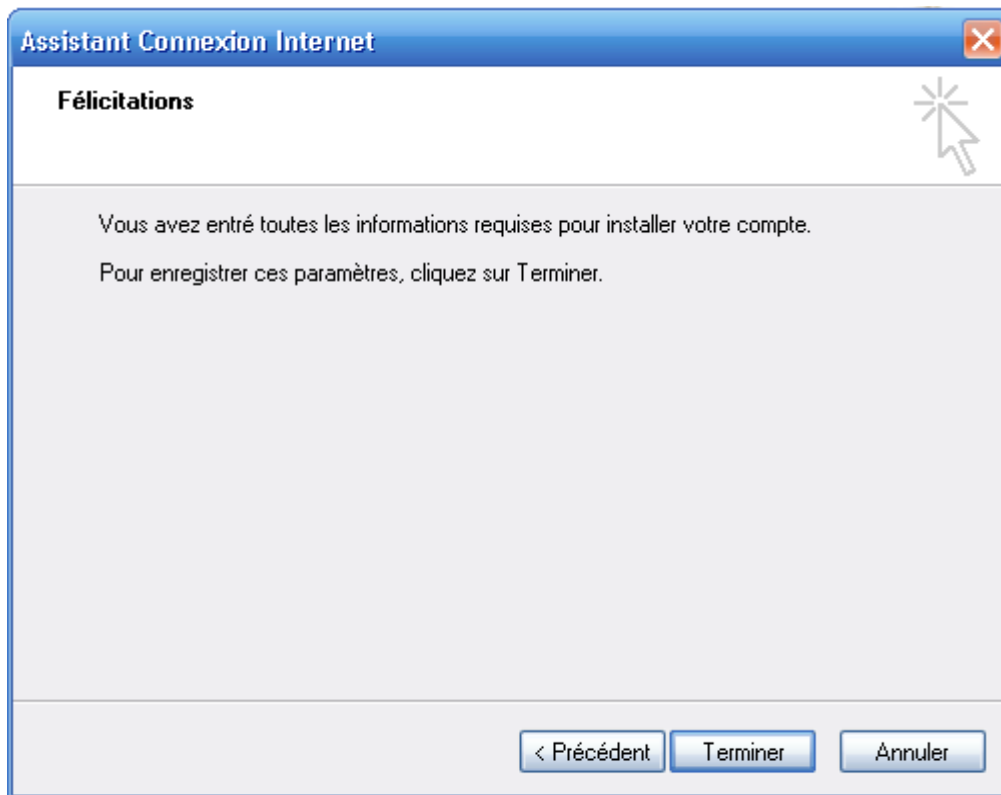 Assistant Connexion Internet
Félicitations
Vous avez entré toutes les informations requises pour installer votre compte.
Pour enregistrer ces paramètres, cliquez sur Terminer.
< Précédent
Terminer
Annuler